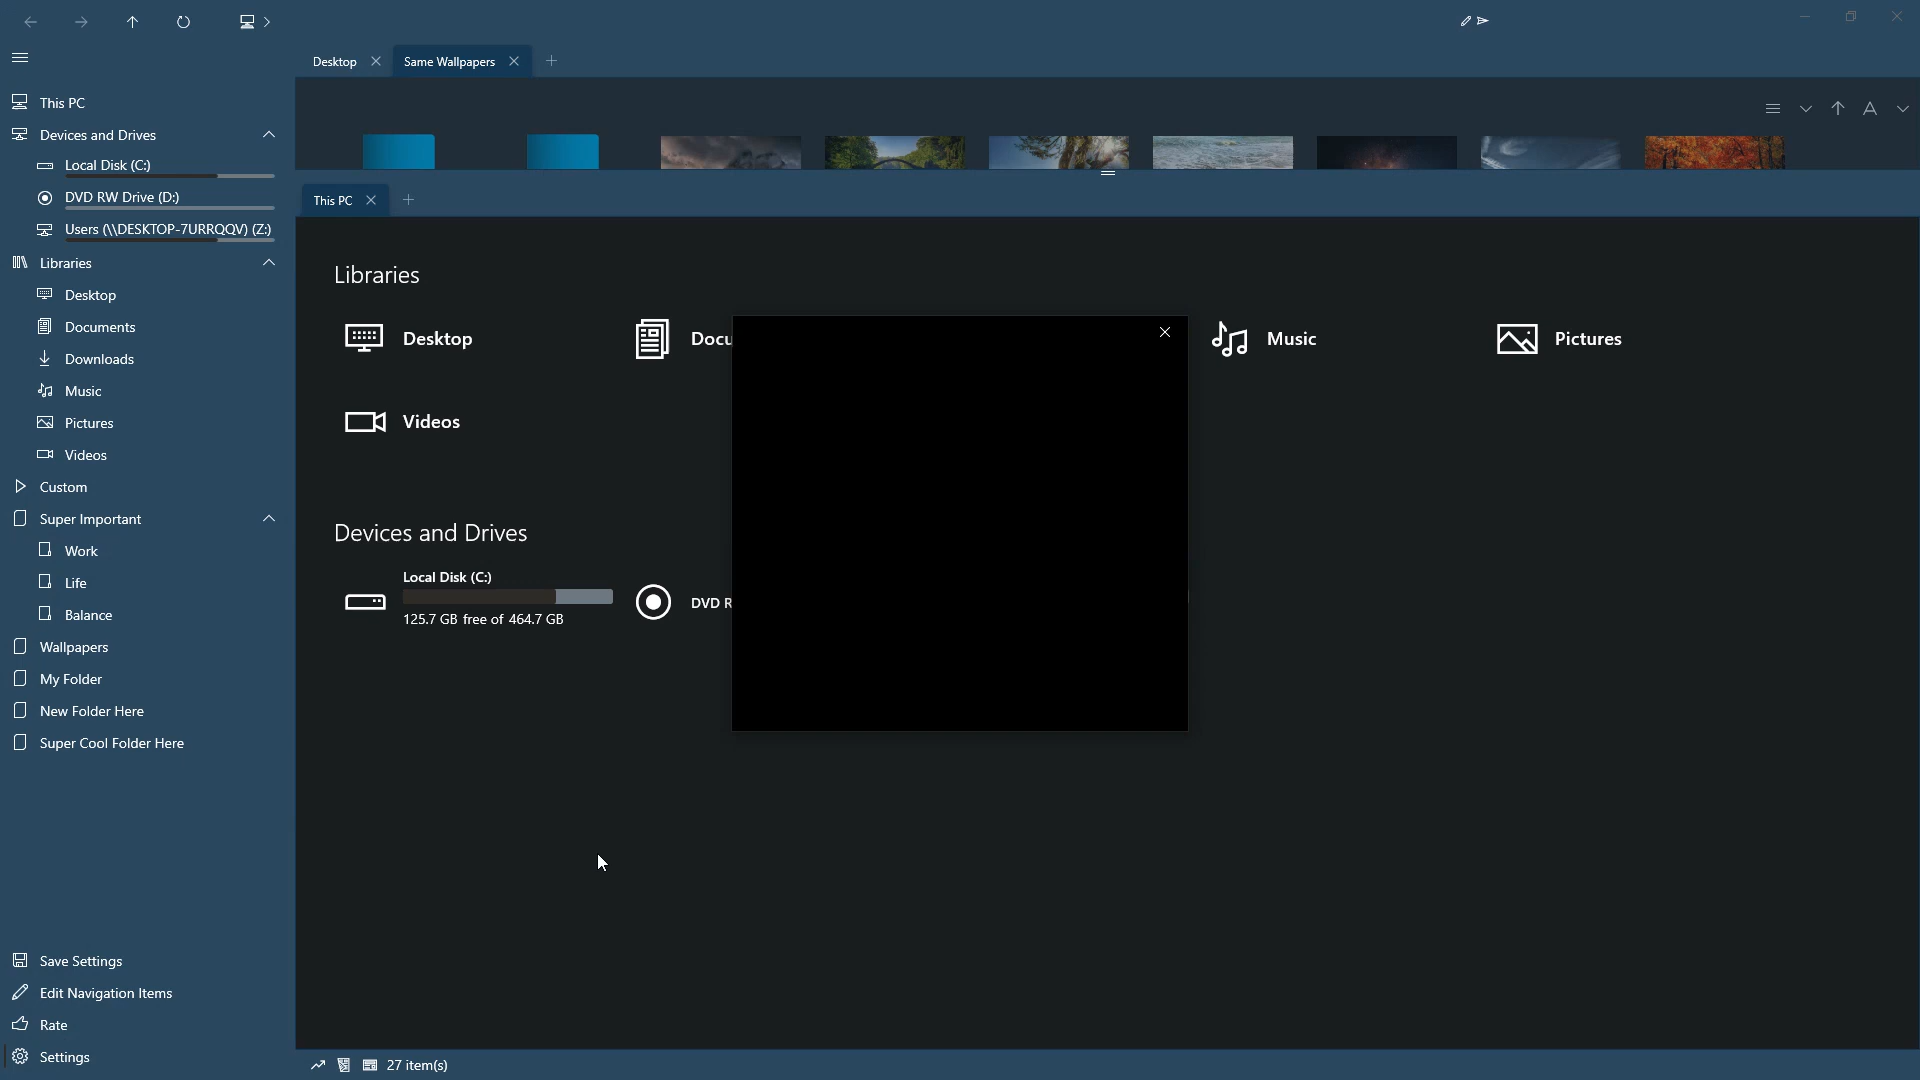 Desktop
Same Wallpapers
This PC
Devices and Drives
Local Disk (C:)
DVD RW Drive (D:)
Users (\\DESKTOP-7URRQQV) (Z:)
Libraries
Desktop
Documents
Downloads
Music
Pictures
Videos
Custom
Super Important
Work
Life
Balance
Wallpapers
My Folder
New Folder Here
Super Cool Folder Here
Save Settings
Edit Navigation Items
Rate
Settings
This PC
Libraries
Desktop
Docu
Music
Pictures
Videos
Devices and Drives
Local Disk (C:)
125.7 GB free of 464.7 GB
DVD R
27 item(s)